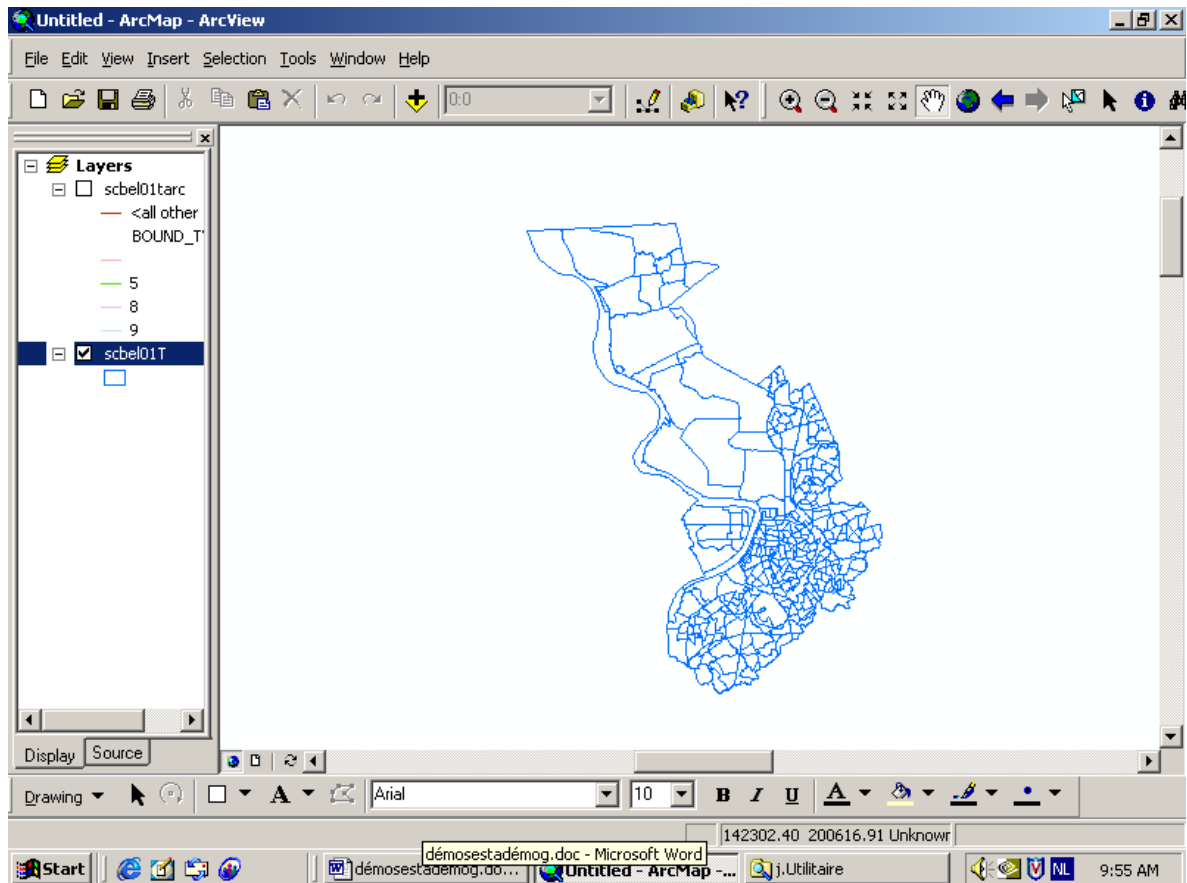 Untitled - ArcMap - ArcView
File Edit View Insert Selection Tools Window Help
0:0
Layers
scbel01tarc
<all other
BOUND_T
5
8
9
scbel01T
Display Source
Drawing A Arial 10 B I U A
142302.40 200616.91 Unknowr
démosestadémog.doc - Microsoft Word
Start démosestadémog.do... Untitled - ArcMap -... j.Utilitaire NL 9:55 AM